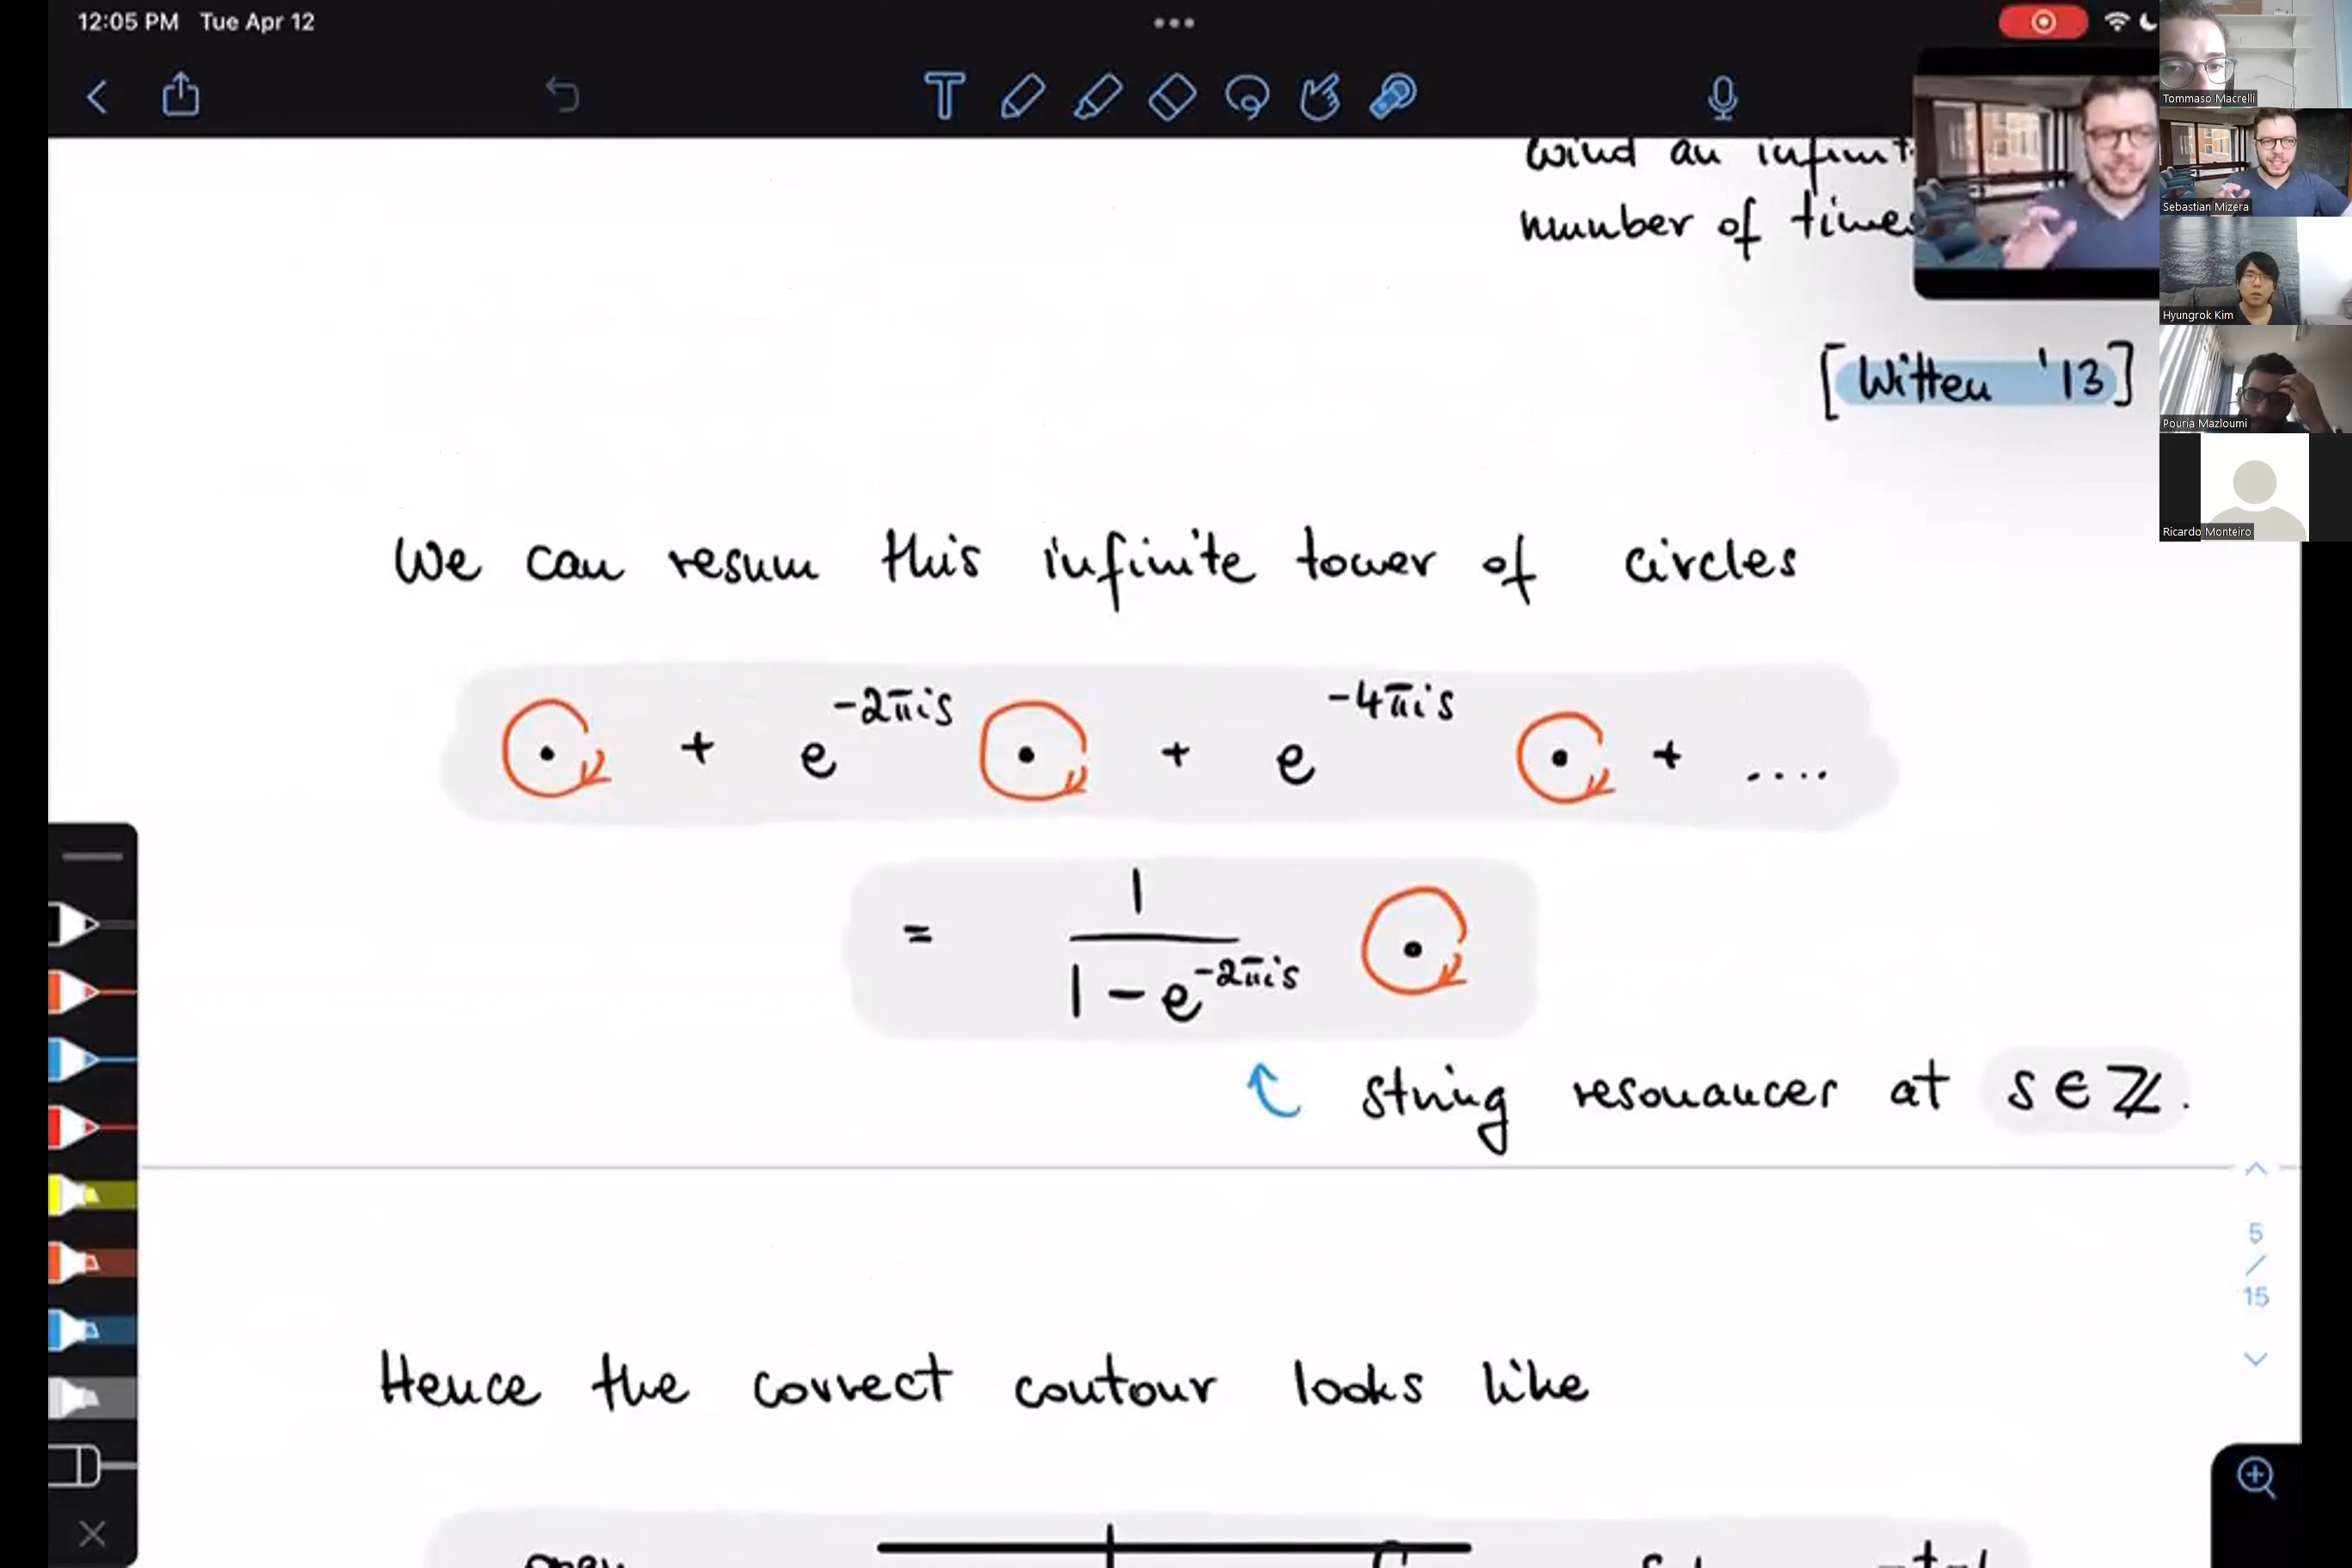 12:05 PM Tue Apr 12
wind an infinit
number of times
[Witten '13]
Tommaso Macrelli
Sebastian Mizera
Hyungrok Kim
Pouria Mazloumi
Ricardo Monteiro
We can resum this infinite tower of circles
+ e^{-2πis} + e^{-4πis} + ....
= 1 / (1 - e^{-2πis})
string resonances at s ∈ ℤ.
5
/
15
Hence the correct contour looks like
open